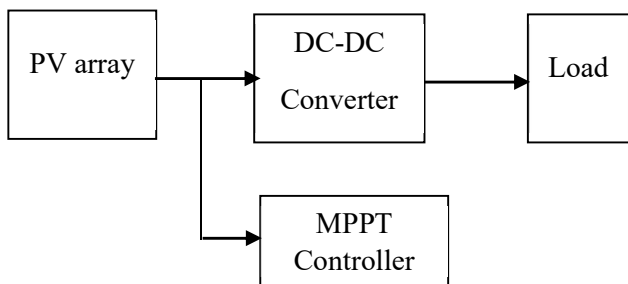 PV array
DC-DC
Converter
Load
MPPT
Controller